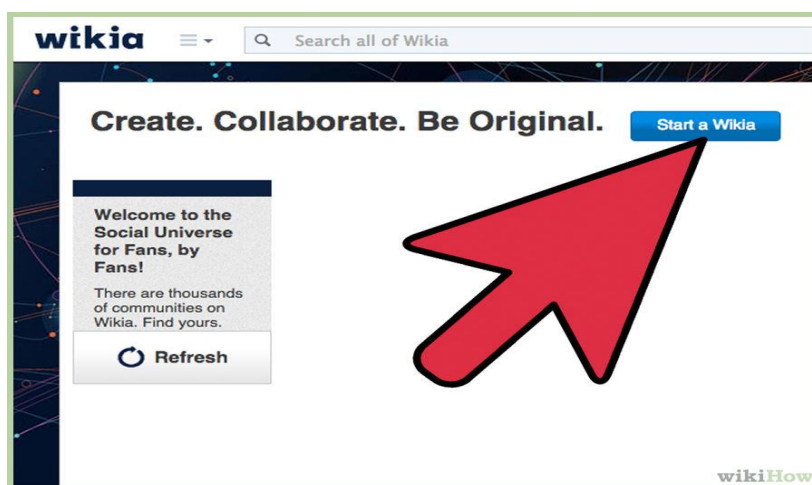 wikia
Search all of Wikia
Create. Collaborate. Be Original.
Start a Wikia
Welcome to the
Social Universe
for Fans, by
Fans!
There are thousands
of communities on
Wikia. Find yours.
Refresh
wikiHow